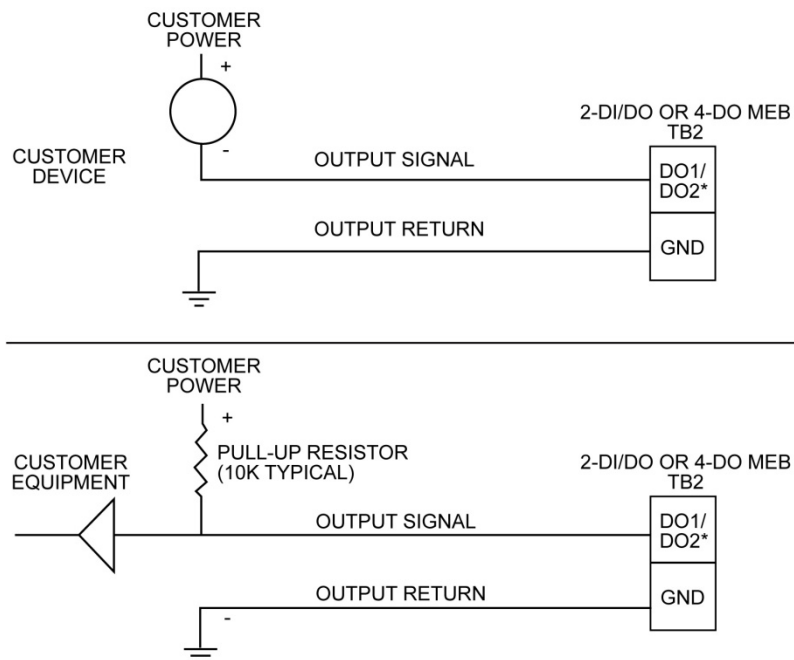 CUSTOMER
POWER
+
-
CUSTOMER
DEVICE
OUTPUT SIGNAL
OUTPUT RETURN
2-DI/DO OR 4-DO MEB
TB2
DO1/
DO2*
GND
CUSTOMER
POWER
+
PULL-UP RESISTOR
(10K TYPICAL)
CUSTOMER
EQUIPMENT
OUTPUT SIGNAL
OUTPUT RETURN
-
2-DI/DO OR 4-DO MEB
TB2
DO1/
DO2*
GND